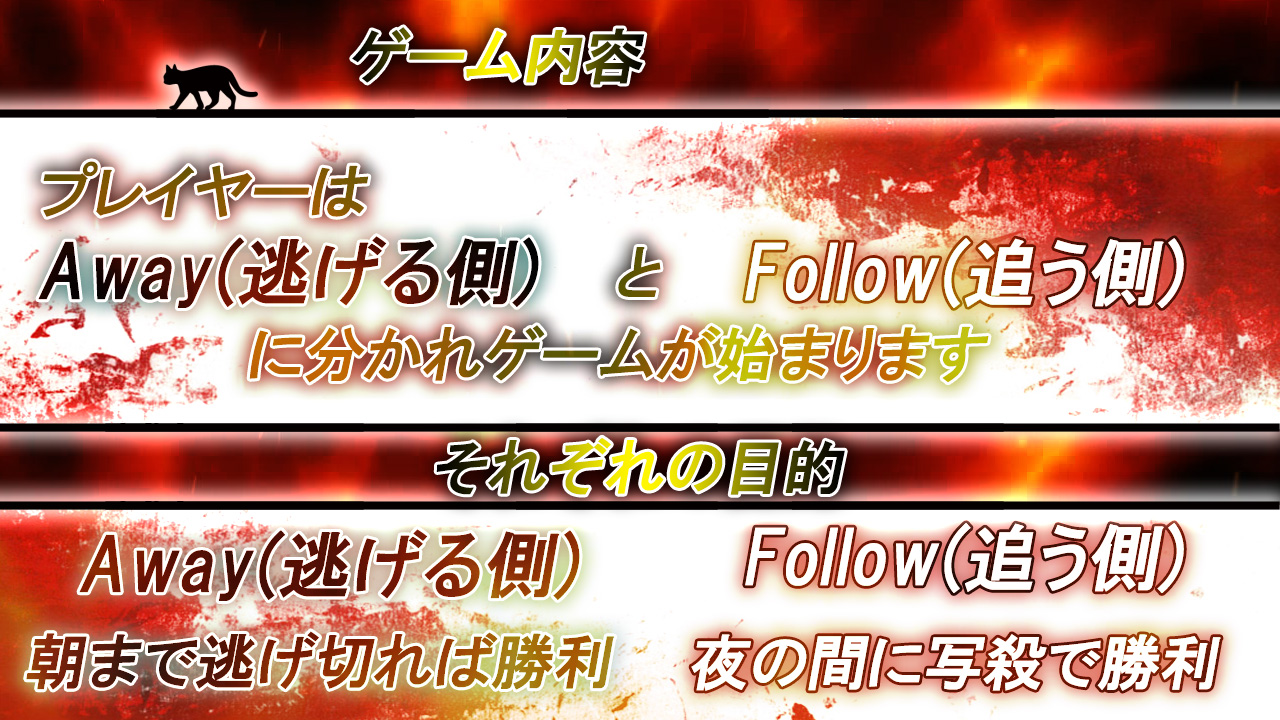 ゲーム内容
プレイヤーは
Away(逃げる側) と Follow(追う側)
に分かれゲームが始まります
それぞれの目的
Away(逃げる側)
朝まで逃げ切れば勝利
Follow(追う側)
夜の間に写殺で勝利